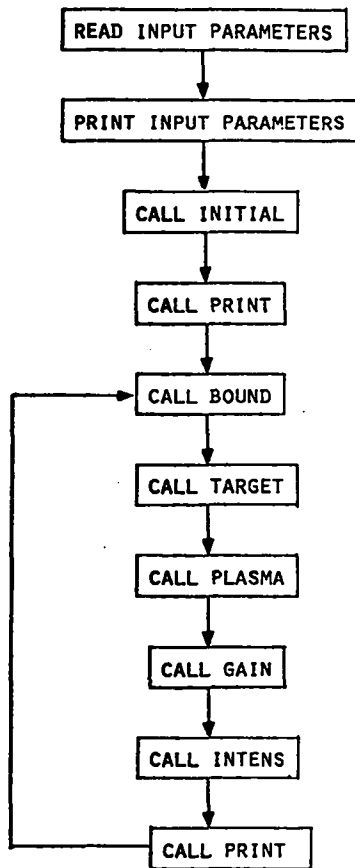 READ INPUT PARAMETERS
PRINT INPUT PARAMETERS
CALL INITIAL
CALL PRINT
CALL BOUND
CALL TARGET
CALL PLASMA
CALL GAIN
CALL INTENS
CALL PRINT